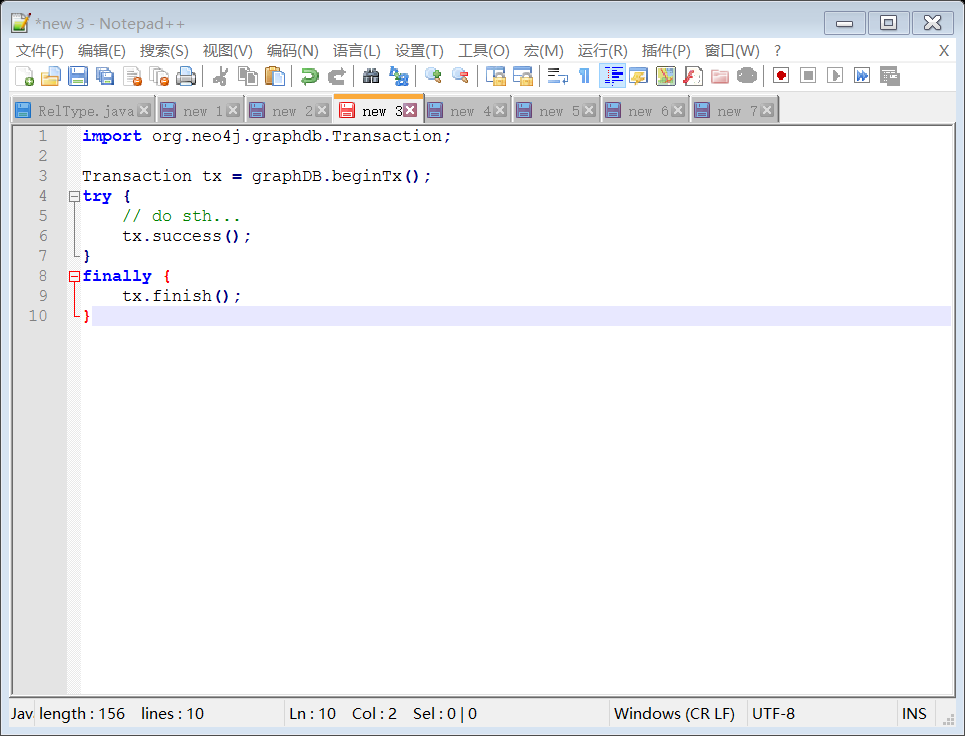 *new 3 - Notepad++
文件(F) 编辑(E) 搜索(S) 视图(V) 编码(N) 语言(L) 设置(T) 工具(O) 宏(M) 运行(R) 插件(P) 窗口(W) ? X
RelType.java new 1 new 2 new 3 new 4 new 5 new 6 new 7
1 import org.neo4j.graphdb.Transaction;
2
3 Transaction tx = graphDB.beginTx();
4 try {
5 // do sth...
6 tx.success();
7 }
8 finally {
9 tx.finish();
10 }
Jav length : 156 lines : 10 Ln : 10 Col : 2 Sel : 0 | 0 Windows (CR LF) UTF-8 INS